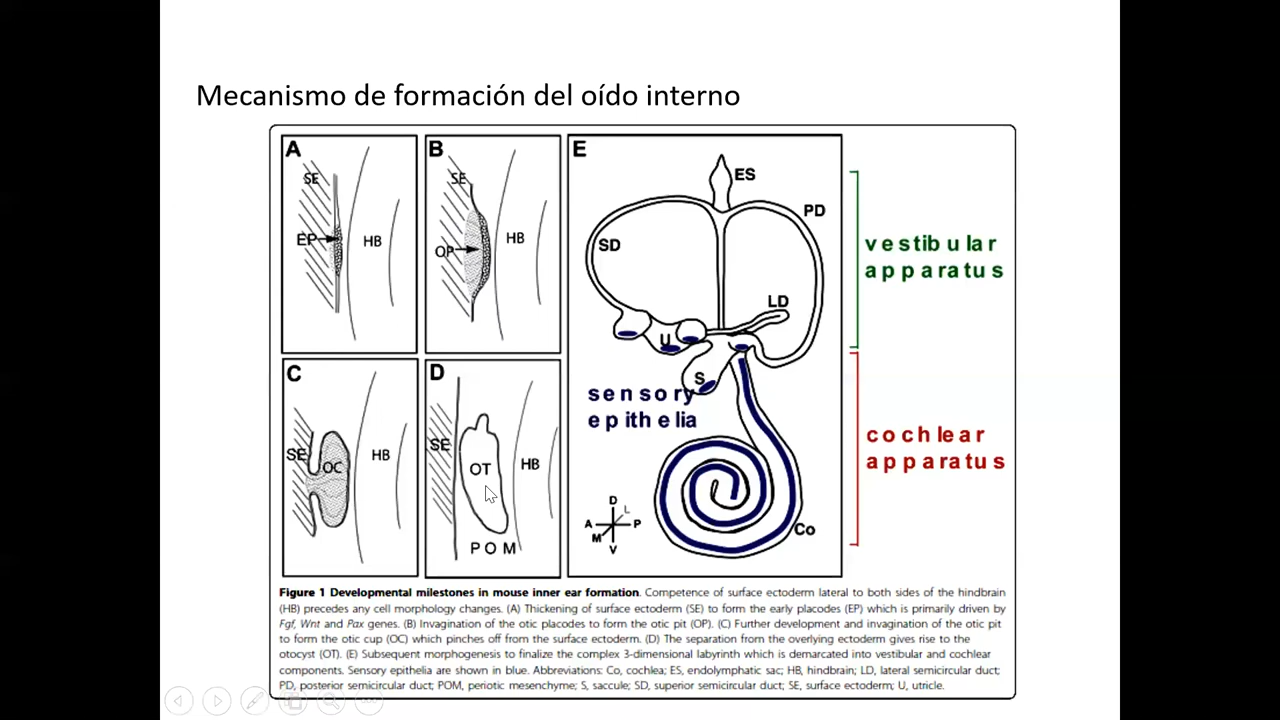 Mecanismo de formación del oído interno
A
SE
EP
HB
B
SE
OP
HB
C
SE
OC
HB
D
SE
OT
HB
POM
E
ES
PD
SD
LD
U
S
sensory
epithelia
D
L
A
P
M
V
Co
vestibular
apparatus
cochlear
apparatus
Figure 1 Developmental milestones in mouse inner ear formation. Competence of surface ectoderm lateral to both sides of the hindbrain
(HB) precedes any cell morphology changes. (A) Thickening of surface ectoderm (SE) to form the early placodes (EP) which is primarily driven by
Fgf, Wnt and Pax genes. (B) Invagination of the otic placodes to form the otic pit (OP). (C) Further development and invagination of the otic pit
to form the otic cup (OC) which pinches off from the surface ectoderm. (D) The separation from the overlying ectoderm gives rise to the
otocyst (OT). (E) Subsequent morphogenesis to finalize the complex 3-dimensional labyrinth which is demarcated into vestibular and cochlear
components. Sensory epithelia are shown in blue. Abbreviations: Co, cochlea; ES, endolymphatic sac; HB, hindbrain; LD, lateral semicircular duct;
PD, posterior semicircular duct; POM, periotic mesenchyme; S, saccule; SD, superior semicircular duct; SE, surface ectoderm; U, utricle.